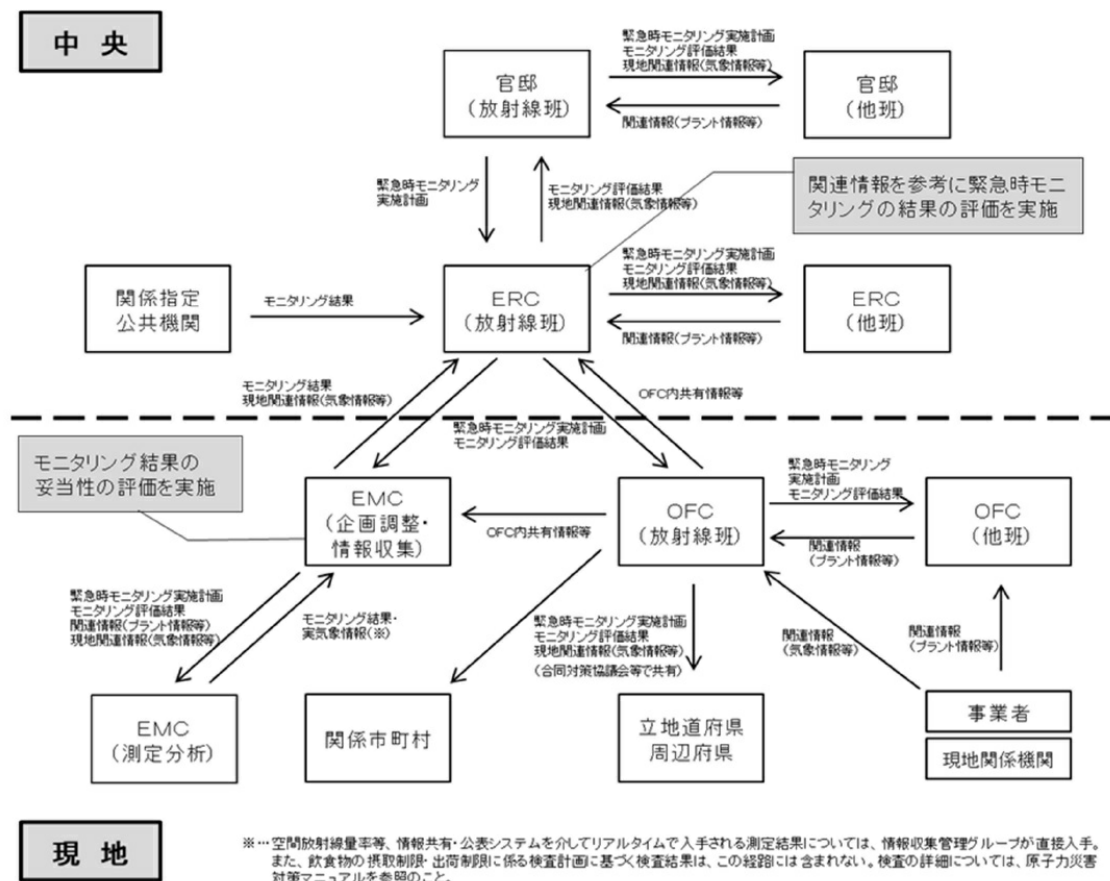 中 央
緊急時モニタリング実施計画
モニタリング評価結果
現地関連情報(気象情報等)
官邸
(放射線班)
官邸
(他班)
関連情報(プラント情報等)
緊急時モニタリング
実施計画
モニタリング評価結果
現地関連情報(気象情報等)
関連情報を参考に緊急時モニ
タリングの結果の評価を実施
緊急時モニタリング実施計画
モニタリング評価結果
現地関連情報(気象情報等)
関係指定
公共機関
モニタリング結果
ERC
(放射線班)
ERC
(他班)
関連情報(プラント情報等)
モニタリング結果
現地関連情報(気象情報等)
OFC内共有情報等
緊急時モニタリング実施計画
モニタリング評価結果
モニタリング結果の
妥当性の評価を実施
緊急時モニタリング
実施計画
モニタリング評価結果
EMC
(企画調整・
情報収集)
OFC内共有情報等
OFC
(放射線班)
OFC
(他班)
関連情報
(プラント情報等)
緊急時モニタリング実施計画
モニタリング評価結果
関連情報(プラント情報等)
現地関連情報(気象情報等)
モニタリング結果・
実気象情報(※)
緊急時モニタリング実施計画
モニタリング評価結果
現地関連情報(気象情報等)
(合同対策協議会等で共有)
関連情報
(気象情報等)
関連情報
(プラント情報等)
EMC
(測定分析)
関係市町村
立地道府県
周辺府県
事業者
現地関係機関
現 地
※…空間放射線量率等、情報共有・公表システムを介してリアルタイムで入手される測定結果については、情報収集管理グループが直接入手。
また、飲食物の摂取制限・出荷制限に係る検査計画に基づく検査結果は、この経路には含まれない。検査の詳細については、原子力災害
対策マニュアルを参照のこと。